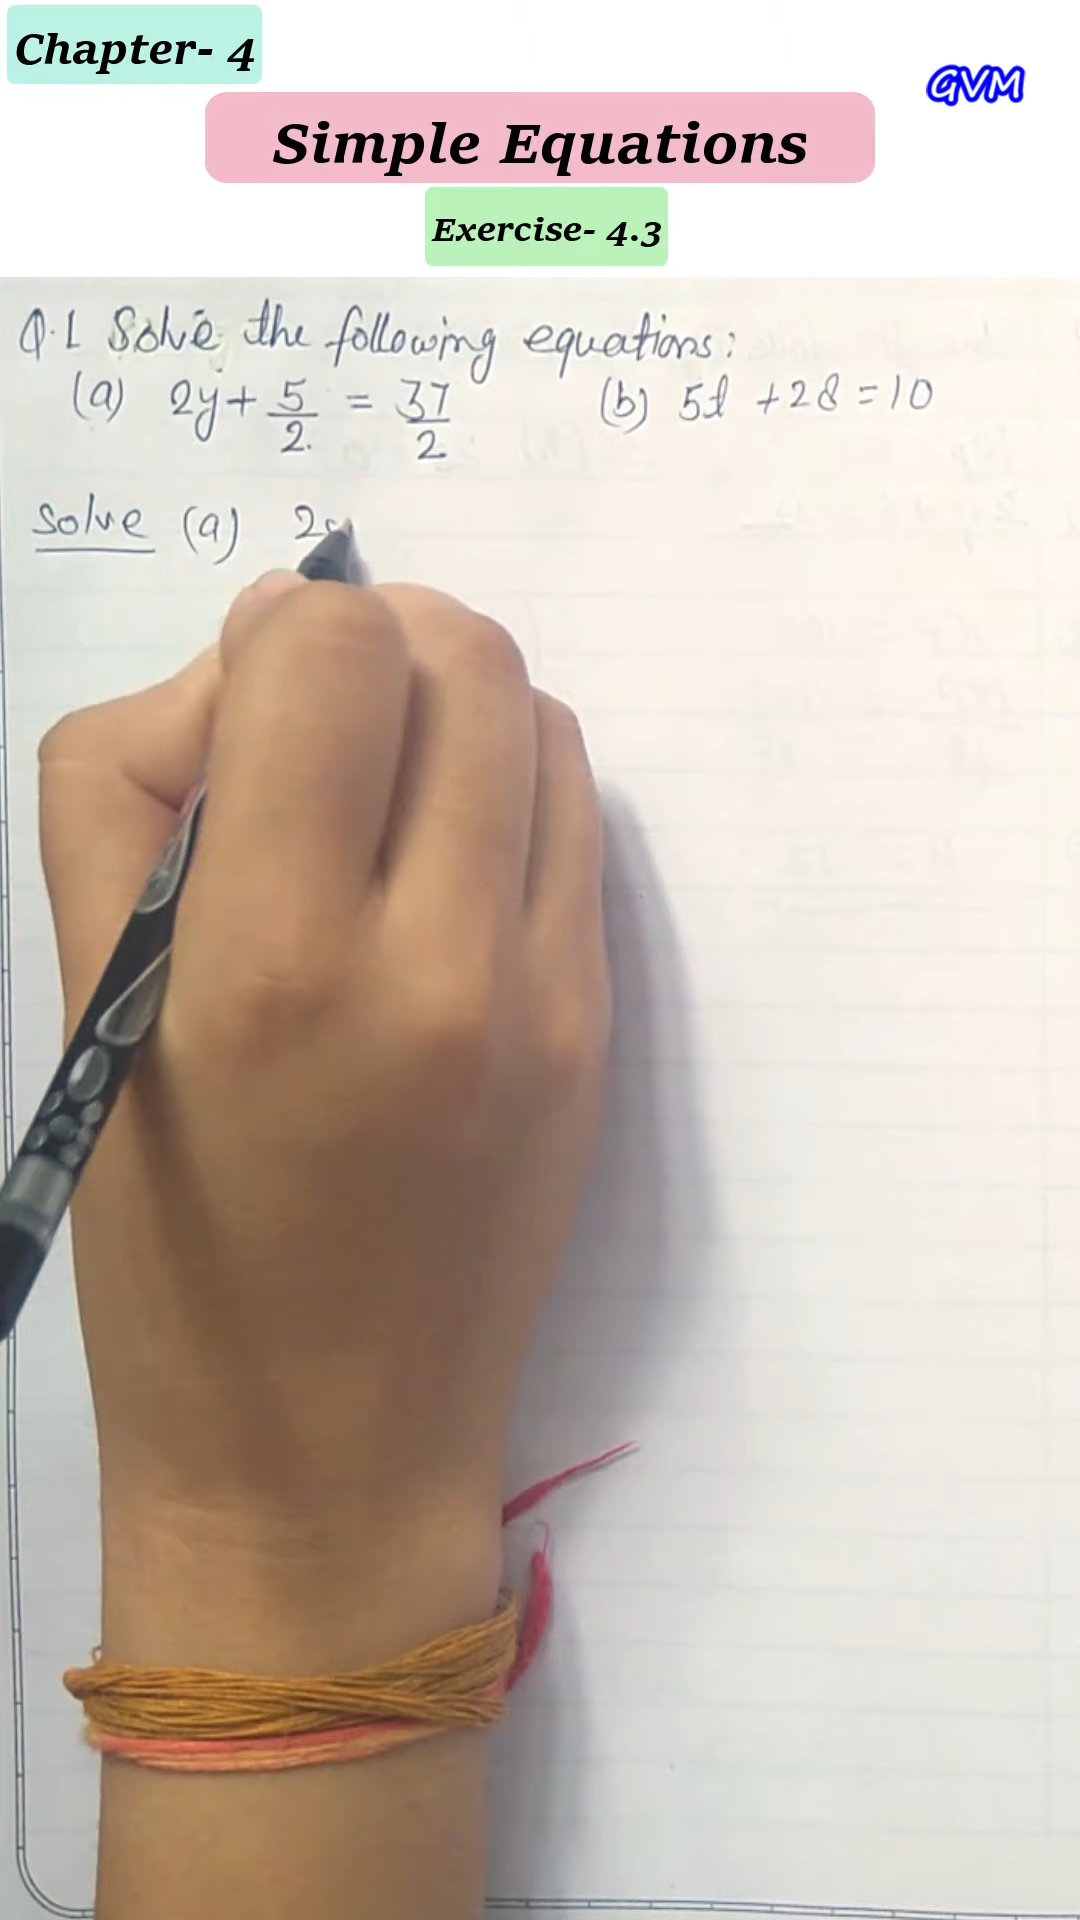 Chapter- 4
GVM
Simple Equations
Exercise- 4.3
Q.1 Solve the following equations:
(a) 2y + 5/2 = 37/2 (b) 5t + 28 = 10
Solve (a) 2